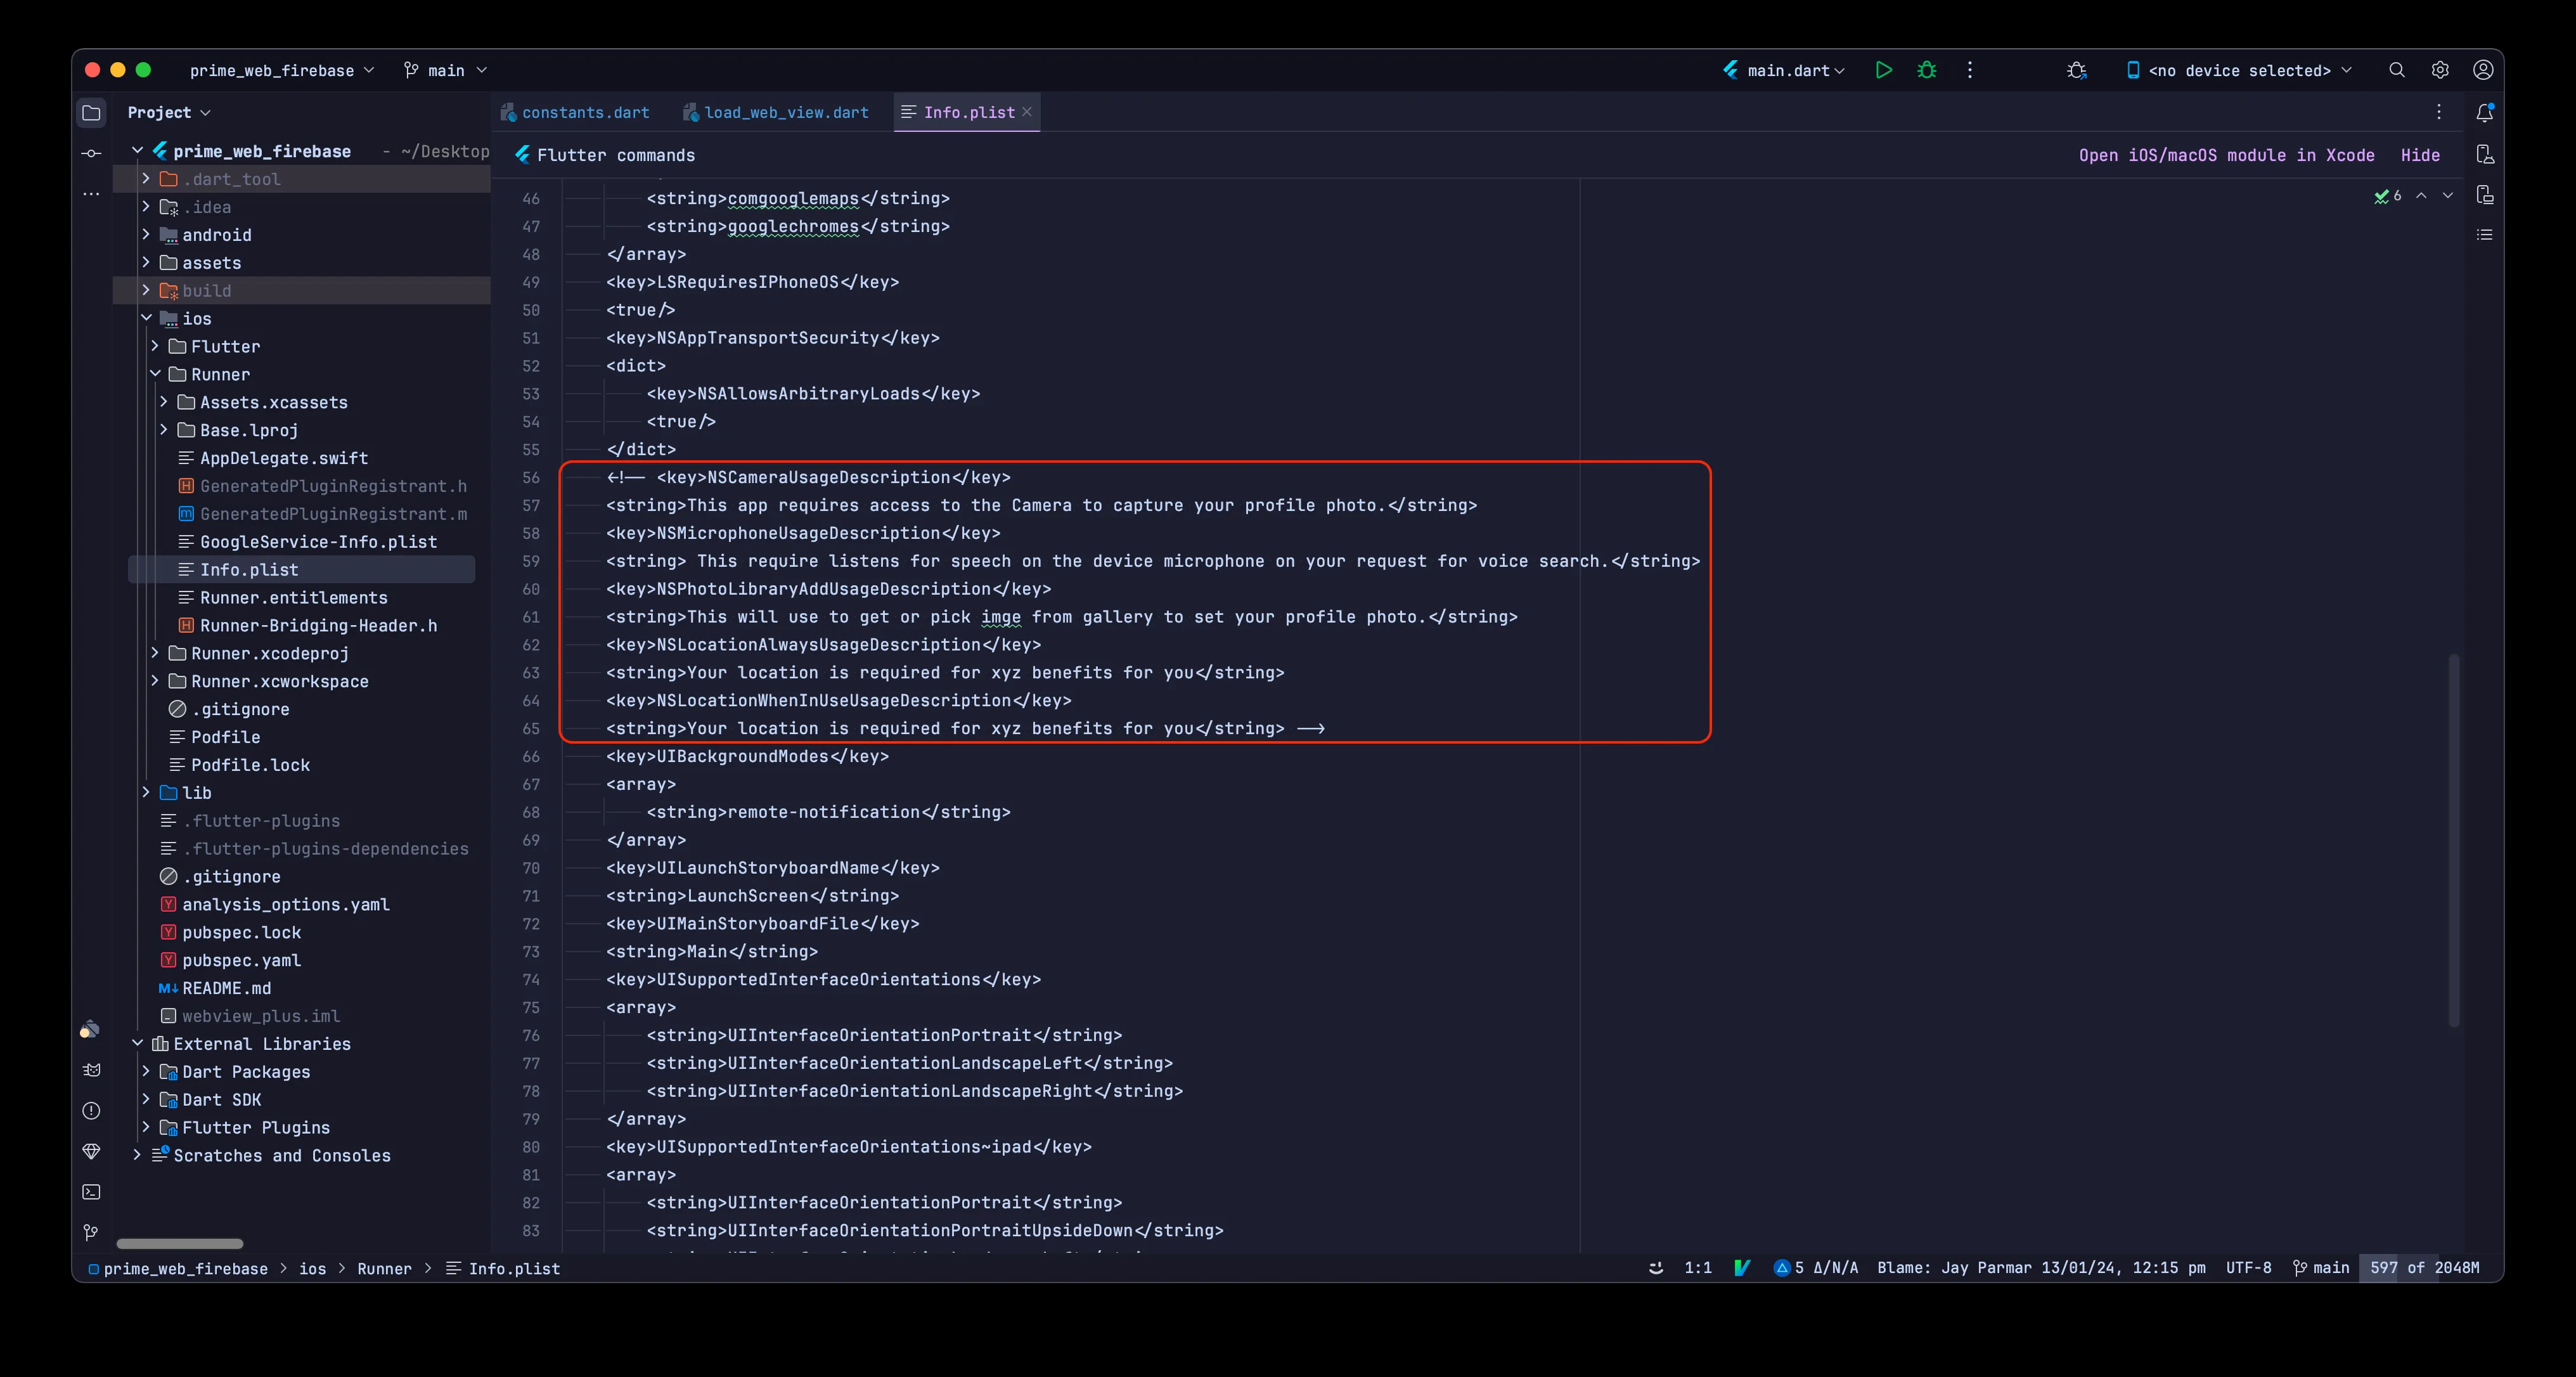 prime_web_firebase
main
main.dart
<no device selected>
Project
constants.dart
load_web_view.dart
Info.plist
Flutter commands
Open iOS/macOS module in Xcode
Hide
prime_web_firebase - ~/Desktop
.dart_tool
.idea
android
assets
build
ios
Flutter
Runner
Assets.xcassets
Base.lproj
AppDelegate.swift
GeneratedPluginRegistrant.h
GeneratedPluginRegistrant.m
GoogleService-Info.plist
Info.plist
Runner.entitlements
Runner-Bridging-Header.h
Runner.xcodeproj
Runner.xcworkspace
.gitignore
Podfile
Podfile.lock
lib
.flutter-plugins
.flutter-plugins-dependencies
.gitignore
analysis_options.yaml
pubspec.lock
pubspec.yaml
README.md
webview_plus.iml
External Libraries
Dart Packages
Dart SDK
Flutter Plugins
Scratches and Consoles
6
46 <string>comgooglemaps</string>
47 <string>googlechromes</string>
48 </array>
49 <key>LSRequiresIPhoneOS</key>
50 <true/>
51 <key>NSAppTransportSecurity</key>
52 <dict>
53 <key>NSAllowsArbitraryLoads</key>
54 <true/>
55 </dict>
56 <!-- <key>NSCameraUsageDescription</key>
57 <string>This app requires access to the Camera to capture your profile photo.</string>
58 <key>NSMicrophoneUsageDescription</key>
59 <string> This require listens for speech on the device microphone on your request for voice search.</string>
60 <key>NSPhotoLibraryAddUsageDescription</key>
61 <string>This will use to get or pick imge from gallery to set your profile photo.</string>
62 <key>NSLocationAlwaysUsageDescription</key>
63 <string>Your location is required for xyz benefits for you</string>
64 <key>NSLocationWhenInUseUsageDescription</key>
65 <string>Your location is required for xyz benefits for you</string> -->
66 <key>UIBackgroundModes</key>
67 <array>
68 <string>remote-notification</string>
69 </array>
70 <key>UILaunchStoryboardName</key>
71 <string>LaunchScreen</string>
72 <key>UIMainStoryboardFile</key>
73 <string>Main</string>
74 <key>UISupportedInterfaceOrientations</key>
75 <array>
76 <string>UIInterfaceOrientationPortrait</string>
77 <string>UIInterfaceOrientationLandscapeLeft</string>
78 <string>UIInterfaceOrientationLandscapeRight</string>
79 </array>
80 <key>UISupportedInterfaceOrientations~ipad</key>
81 <array>
82 <string>UIInterfaceOrientationPortrait</string>
83 <string>UIInterfaceOrientationPortraitUpsideDown</string>
prime_web_firebase > ios > Runner > Info.plist
1:1
5 Δ/N/A
Blame: Jay Parmar 13/01/24, 12:15 pm
UTF-8
main
597 of 2048M